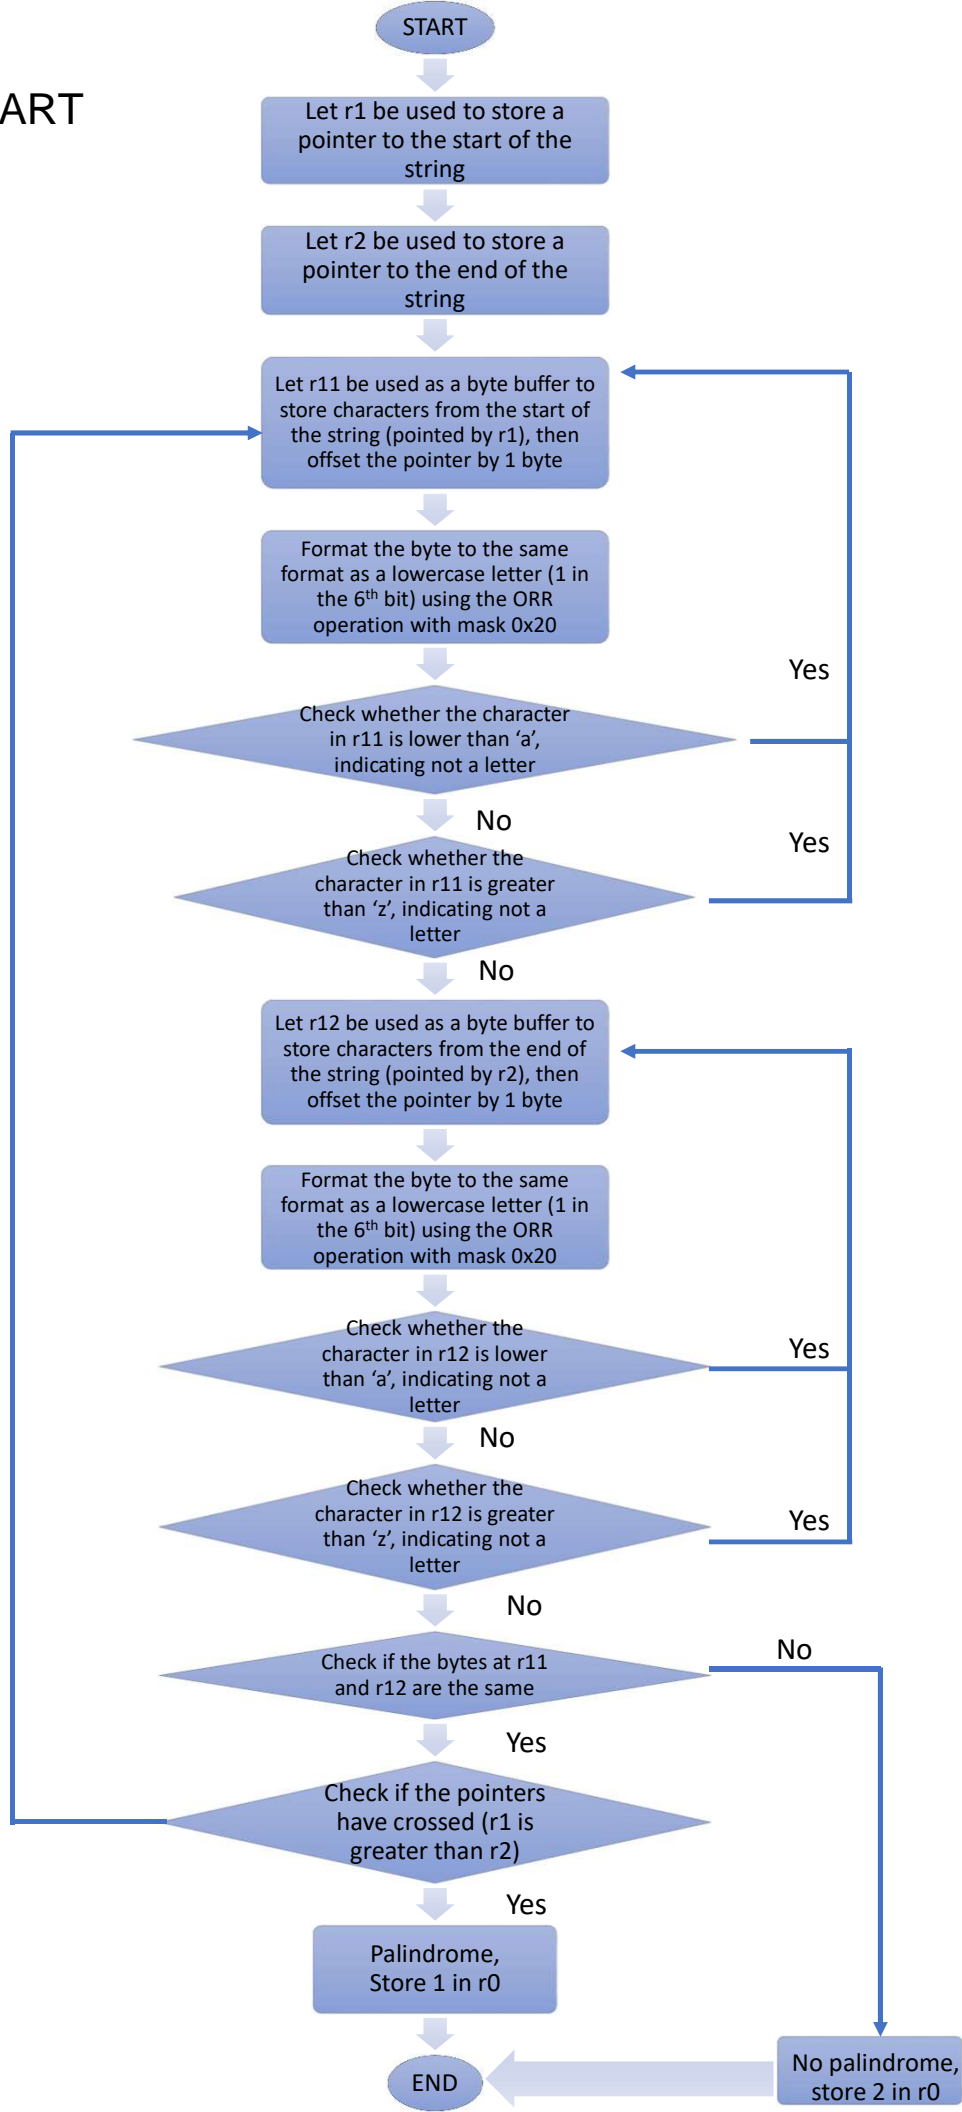 START
ART
Let r1 be used to store a
pointer to the start of the
string
Let r2 be used to store a
pointer to the end of the
string
Let r11 be used as a byte buffer to
store characters from the start of
the string (pointed by r1), then
offset the pointer by 1 byte
Format the byte to the same
format as a lowercase letter (1 in
the 6th bit) using the ORR
operation with mask 0x20
Yes
Check whether the character
in r11 is lower than ‘a’,
indicating not a letter
No
Yes
Check whether the
character in r11 is greater
than ‘z’, indicating not a
letter
No
Let r12 be used as a byte buffer to
store characters from the end of
the string (pointed by r2), then
offset the pointer by 1 byte
Format the byte to the same
format as a lowercase letter (1 in
the 6th bit) using the ORR
operation with mask 0x20
Check whether the
character in r12 is lower
than ‘a’, indicating not a
letter
Yes
No
Check whether the
character in r12 is greater
than ‘z’, indicating not a
letter
Yes
No
Check if the bytes at r11
and r12 are the same
No
Yes
Check if the pointers
have crossed (r1 is
greater than r2)
Yes
Palindrome,
Store 1 in r0
No palindrome,
store 2 in r0
END